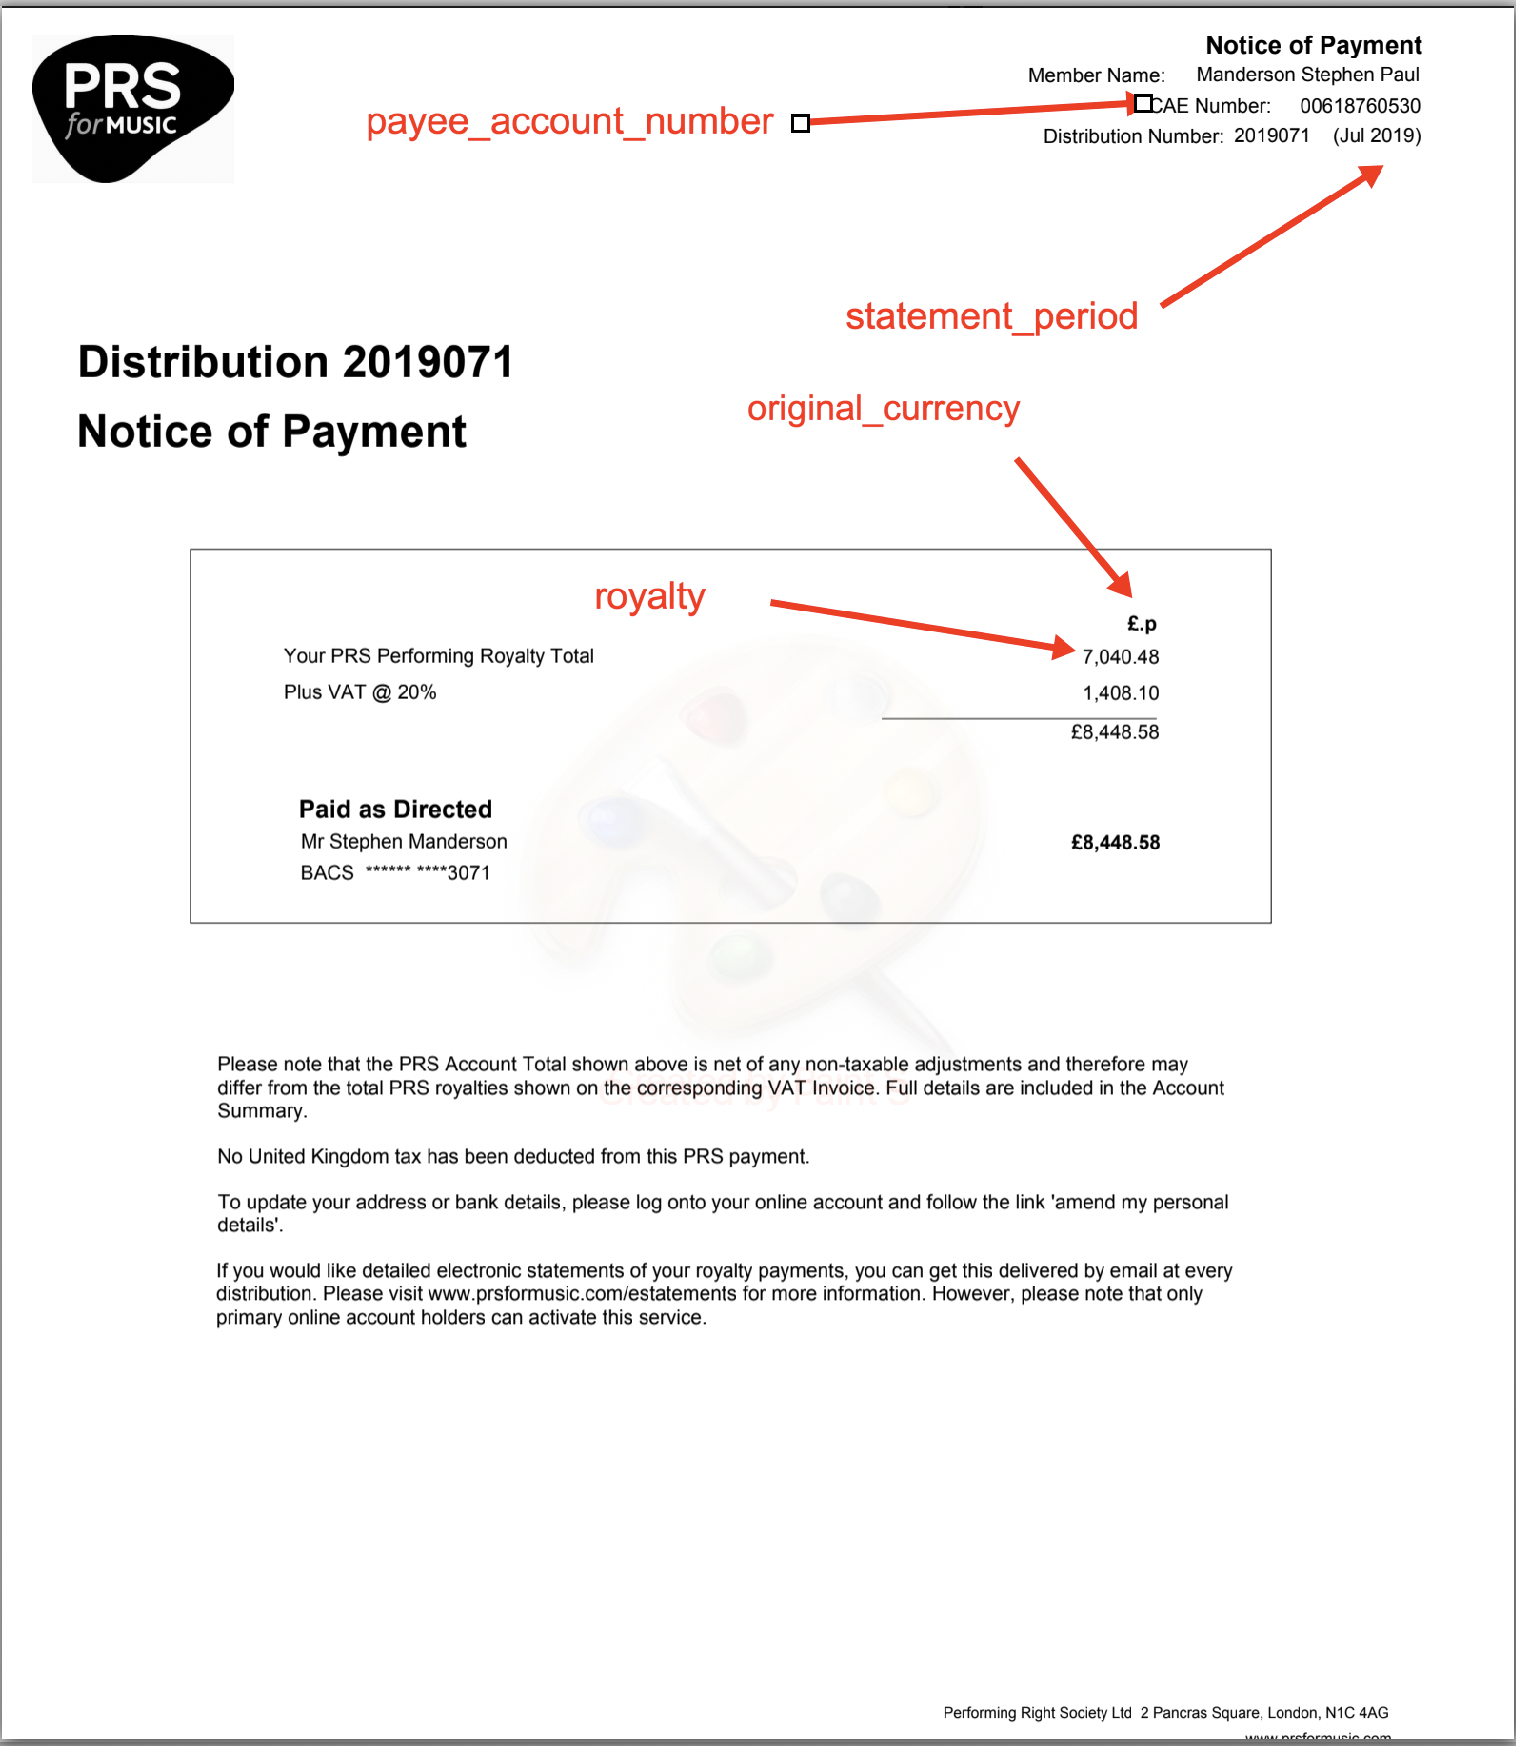 PRS
for MUSIC
Notice of Payment
Member Name: Manderson Stephen Paul
CAE Number: 00618760530
Distribution Number: 2019071 (Jul 2019)
payee_account_number
statement_period
Distribution 2019071
original_currency
Notice of Payment
royalty
£.p
Your PRS Performing Royalty Total 7,040.48
Plus VAT @ 20% 1,408.10
£8,448.58
Paid as Directed
Mr Stephen Manderson £8,448.58
BACS ****** ****3071
Please note that the PRS Account Total shown above is net of any non-taxable adjustments and therefore may
differ from the total PRS royalties shown on the corresponding VAT Invoice. Full details are included in the Account
Summary.
Created by Paint S
No United Kingdom tax has been deducted from this PRS payment.
To update your address or bank details, please log onto your online account and follow the link 'amend my personal
details'.
If you would like detailed electronic statements of your royalty payments, you can get this delivered by email at every
distribution. Please visit www.prsformusic.com/estatements for more information. However, please note that only
primary online account holders can activate this service.
Performing Right Society Ltd 2 Pancras Square, London, N1C 4AG
www.prsformusic.com